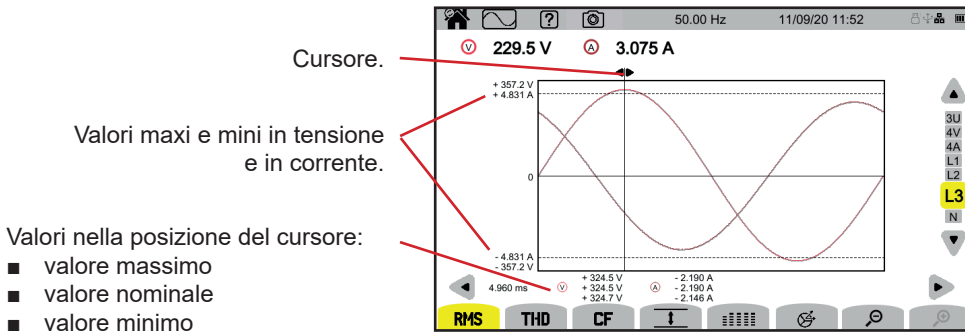 50.00 Hz 11/09/20 11:52
V 229.5 V A 3.075 A
Cursore.
+ 357.2 V
+ 4.831 A
Valori maxi e mini in tensione
e in corrente.
0
3U
4V
4A
L1
L2
L3
N
- 4.831 A
- 357.2 V
Valori nella posizione del cursore:
■ valore massimo
■ valore nominale
■ valore minimo
4.960 ms V + 324.5 V A - 2.190 A
+ 324.5 V - 2.190 A
+ 324.7 V - 2.146 A
RMS THD CF